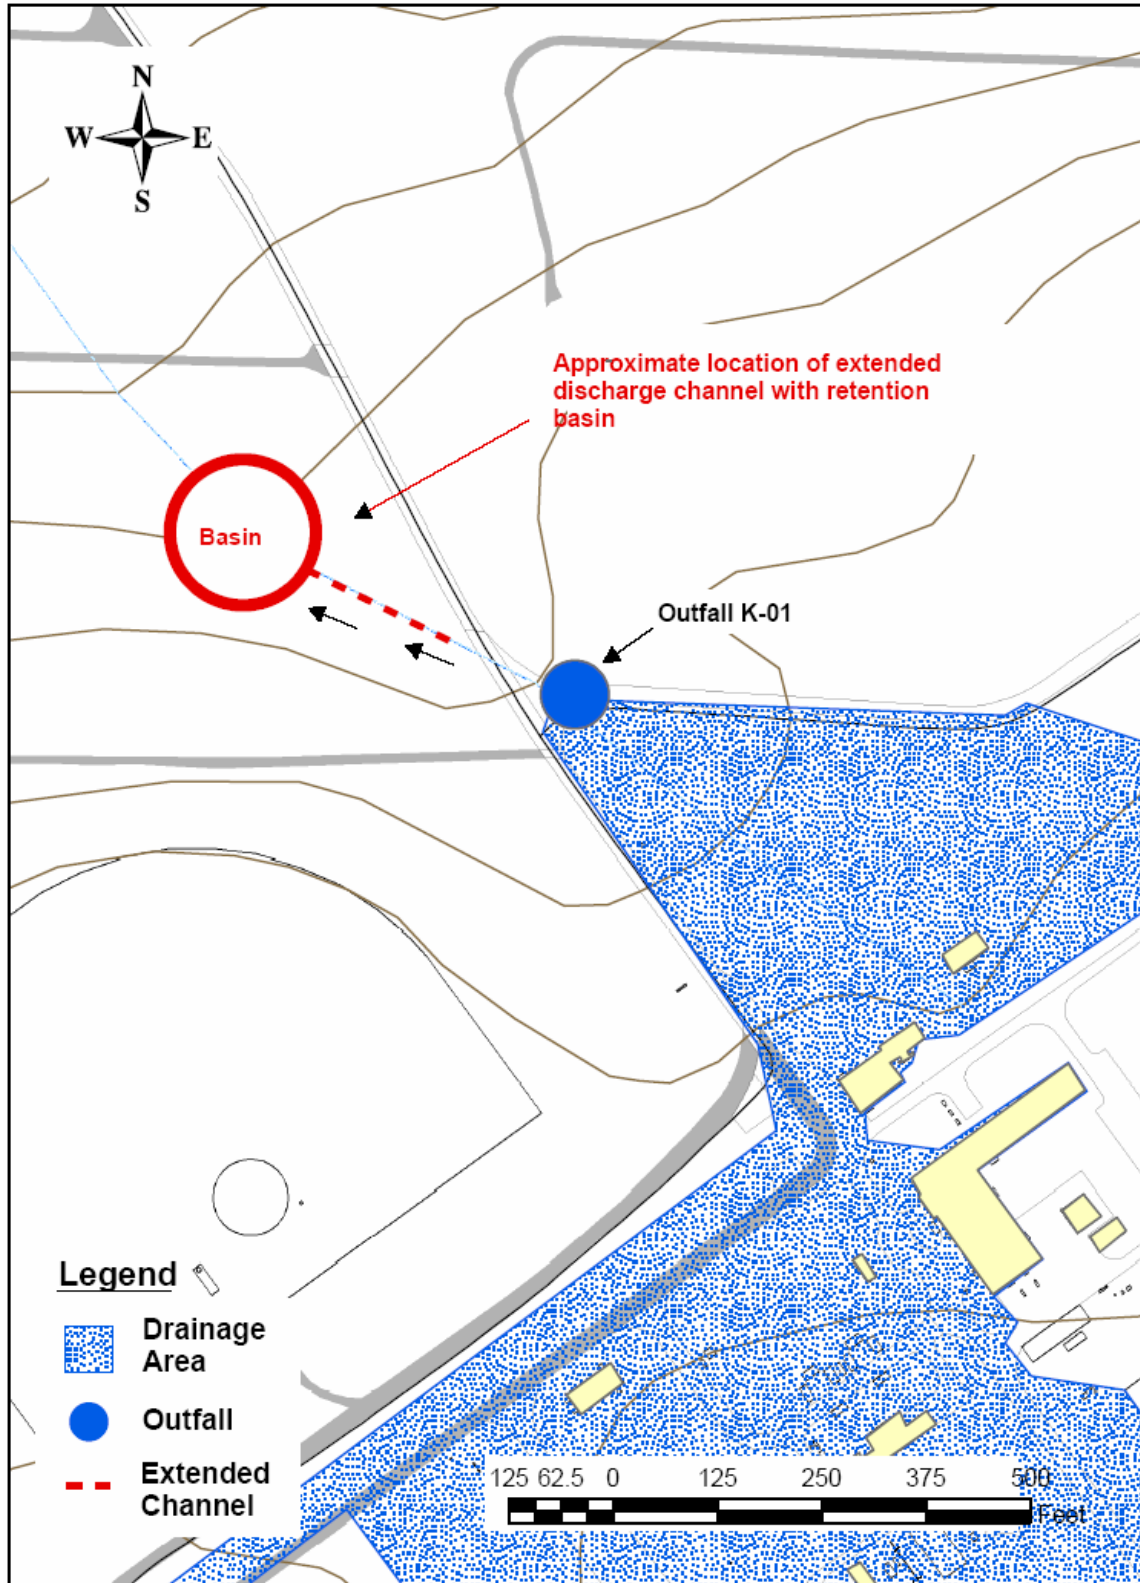 N
W E
S
Approximate location of extended
discharge channel with retention
basin
Basin
Outfall K-01
Legend
Drainage
Area
Outfall
Extended
Channel
125 62.5 0 125 250 375 500
Feet